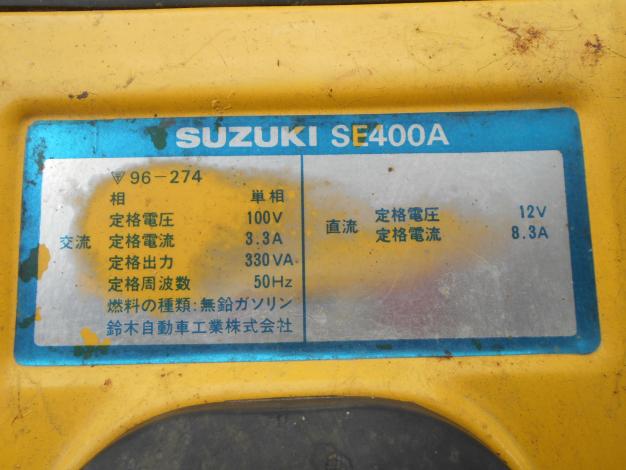 SUZUKI SE400A
〒96-274
相 単相
定格電圧 100V
交流 定格電流 3.3A
定格出力 330VA
定格周波数 50Hz
燃料の種類:無鉛ガソリン
鈴木自動車工業株式会社
定格電圧 12V
直流 定格電流 8.3A